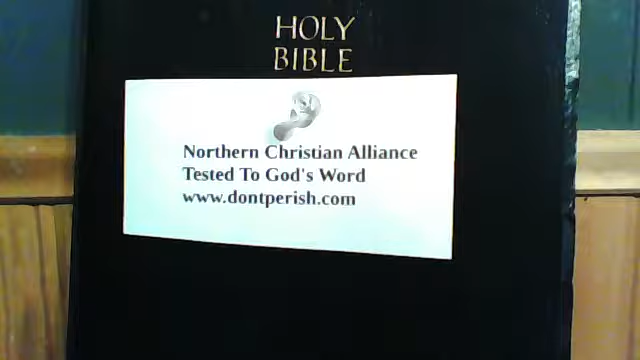 HOLY
BIBLE
Northern Christian Alliance
Tested To God's Word
www.dontperish.com